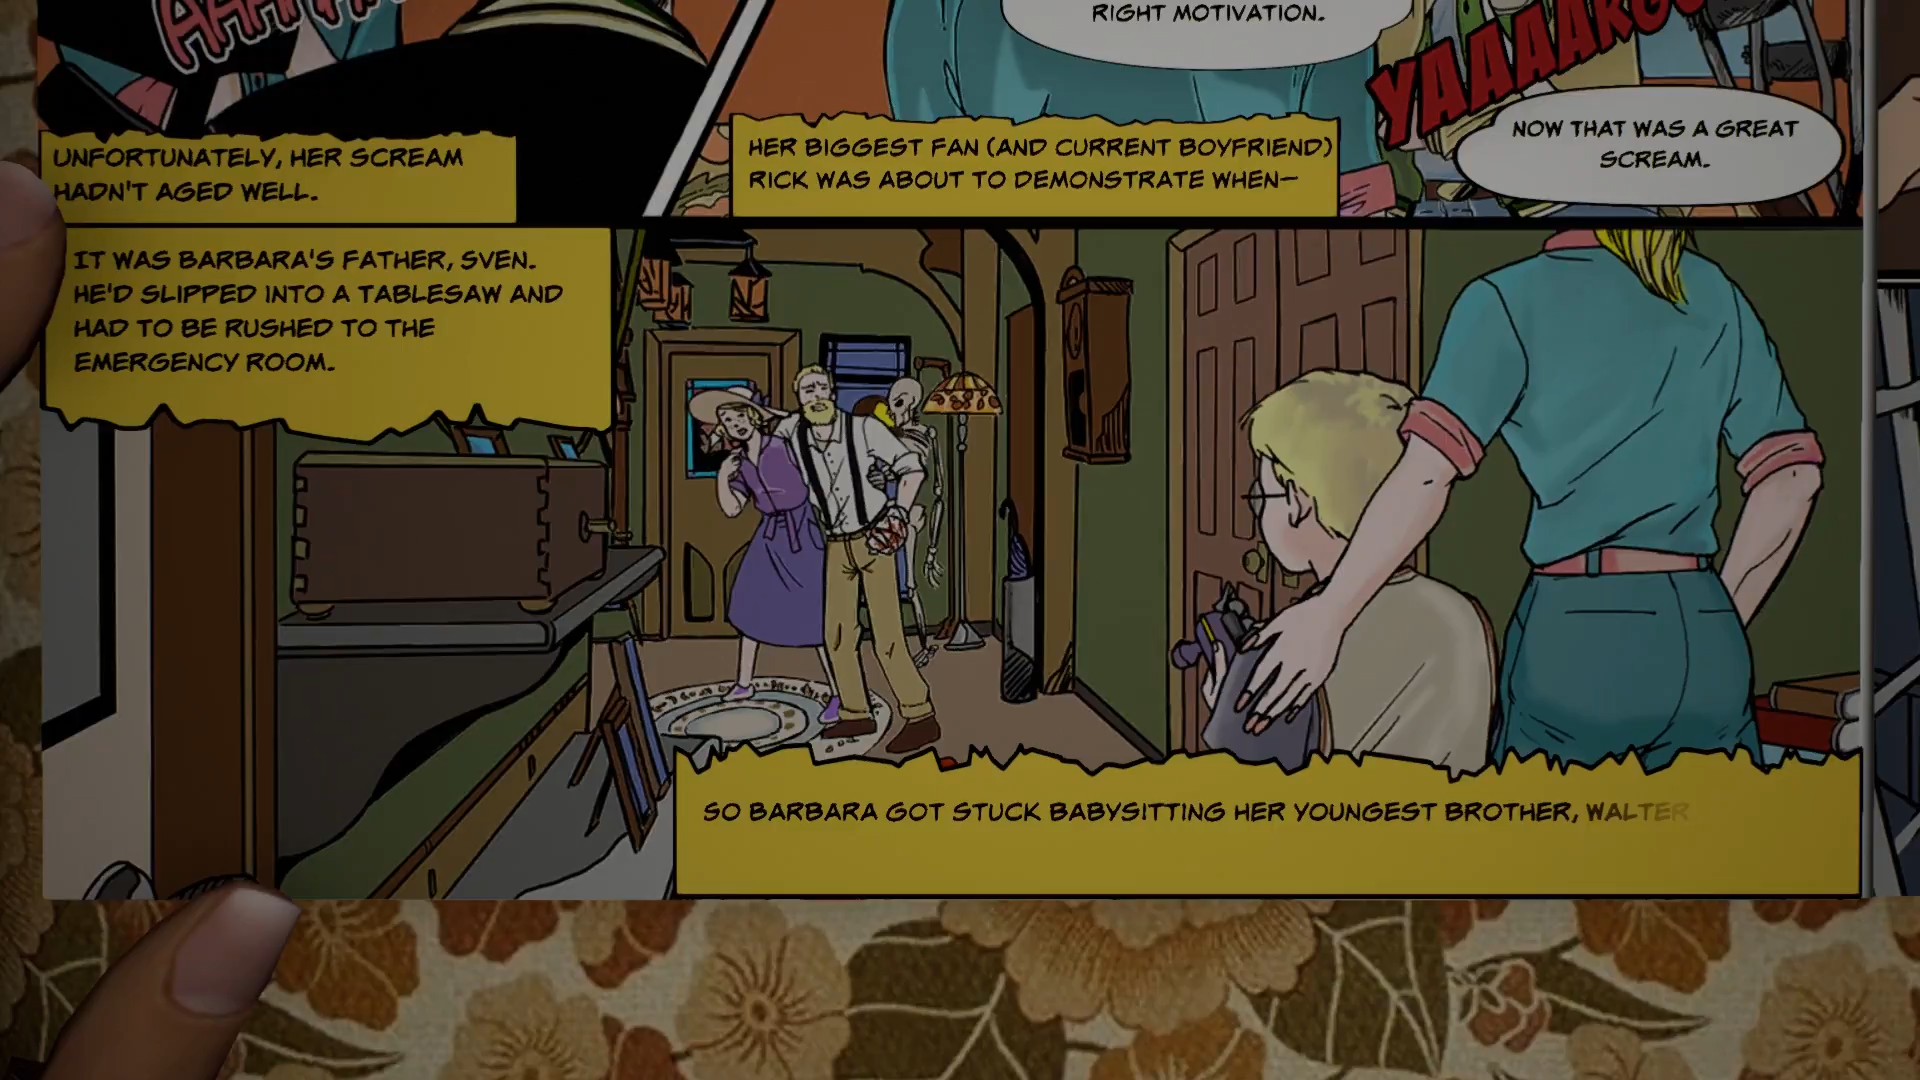 RIGHT MOTIVATION.
UNFORTUNATELY, HER SCREAM
HADN'T AGED WELL.
HER BIGGEST FAN (AND CURRENT BOYFRIEND)
RICK WAS ABOUT TO DEMONSTRATE WHEN—
NOW THAT WAS A GREAT
SCREAM.
IT WAS BARBARA'S FATHER, SVEN.
HE'D SLIPPED INTO A TABLESAW AND
HAD TO BE RUSHED TO THE
EMERGENCY ROOM.
SO BARBARA GOT STUCK BABYSITTING HER YOUNGEST BROTHER, WALTER